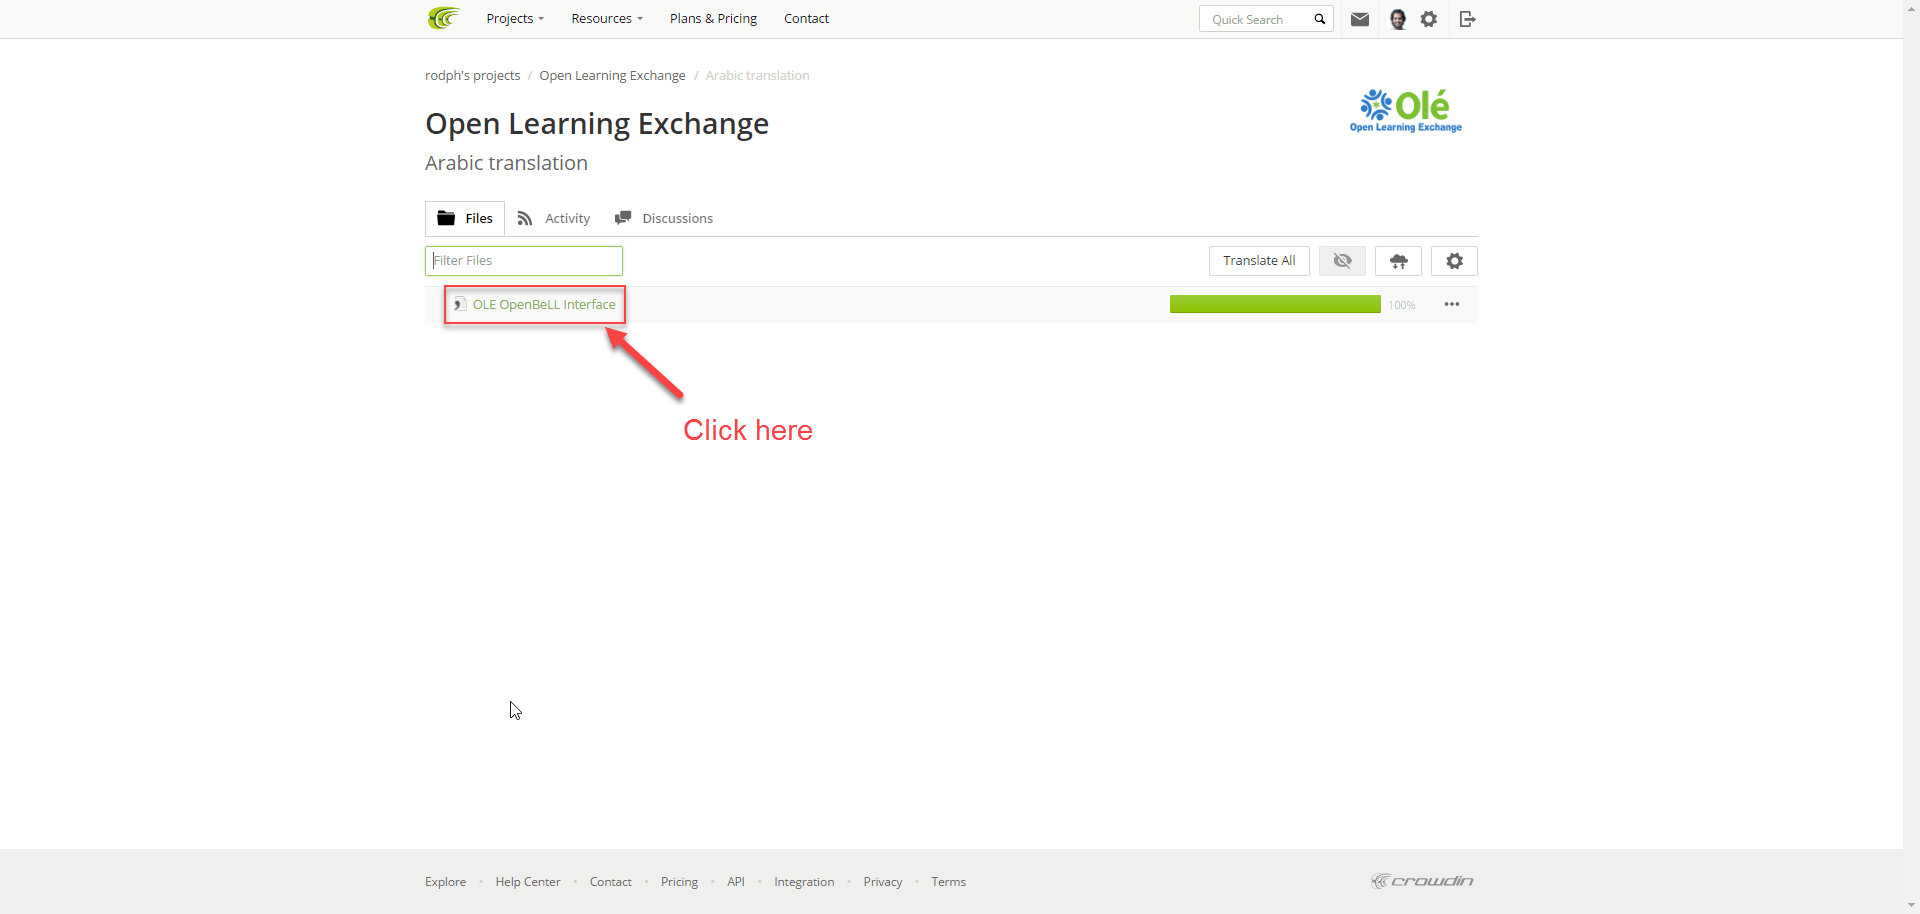 Projects Resources Plans & Pricing Contact Quick Search
rodph's projects / Open Learning Exchange / Arabic translation
Olé
Open Learning Exchange
Open Learning Exchange
Arabic translation
Files Activity Discussions
Filter Files Translate All
OLE OpenBeLL Interface 100%
Click here
Explore • Help Center • Contact • Pricing • API • Integration • Privacy • Terms
crowdin